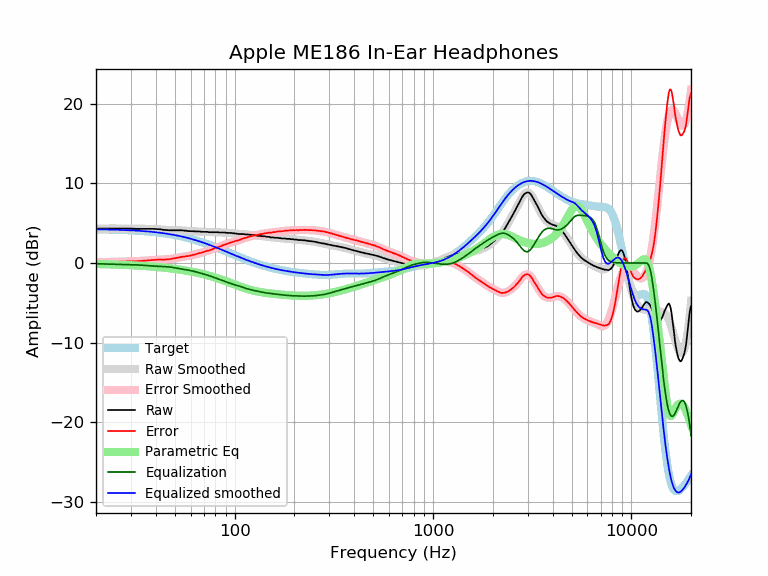 Apple ME186 In-Ear Headphones
Amplitude (dBr)
20
10
0
−10
−20
−30
Target
Raw Smoothed
Error Smoothed
Raw
Error
Parametric Eq
Equalization
Equalized smoothed
100
1000
10000
Frequency (Hz)